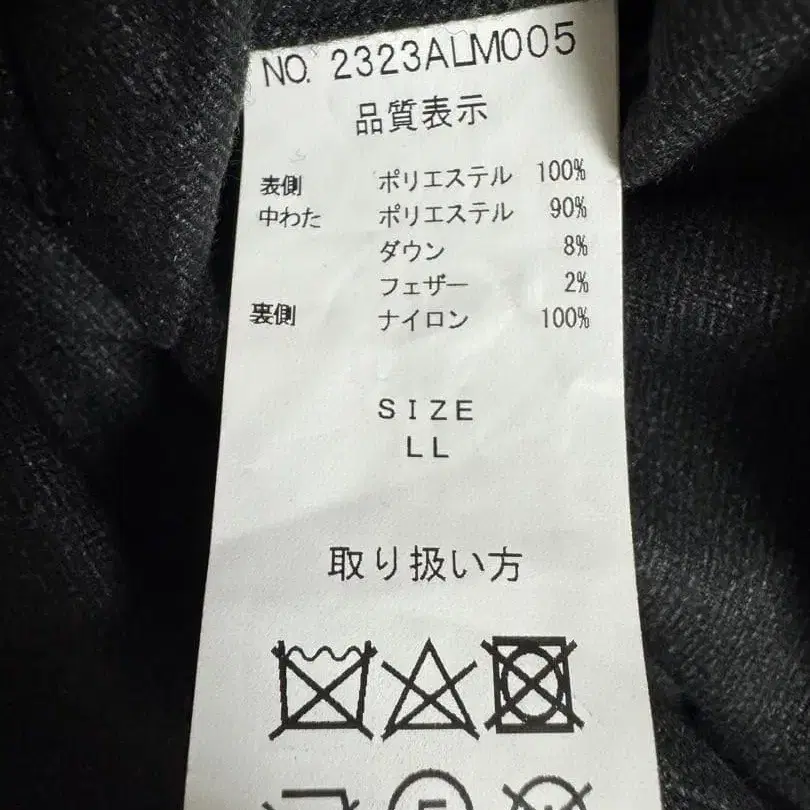 NO. 2323ALM005
品質表示
表側 ポリエステル 100%
中わた ポリエステル 90%
ダウン 8%
フェザー 2%
裏側 ナイロン 100%
SIZE
LL
取り扱い方